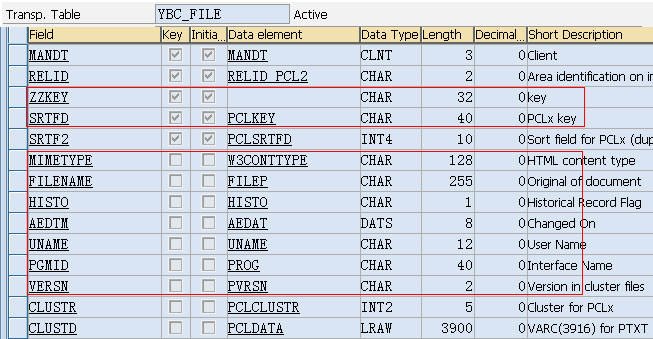 Transp. Table YBC_FILE Active
Field Key Initia... Data element Data Type Length Decimal... Short Description
MANDT MANDT CLNT 3 0 Client
RELID RELID_PCL2 CHAR 2 0 Area identification on in
ZZKEY CHAR 32 0 key
SRTFD PCLKEY CHAR 40 0 PCLx key
SRTF2 PCLSRTFD INT4 10 0 Sort field for PCLx (dup
MIMETYPE W3CONTTYPE CHAR 128 0 HTML content type
FILENAME FILEP CHAR 255 0 Original of document
HISTO HISTO CHAR 1 0 Historical Record Flag
AEDTM AEDAT DATS 8 0 Changed On
UNAME UNAME CHAR 12 0 User Name
PGMID PROG CHAR 40 0 Interface Name
VERSN PVRSN CHAR 2 0 Version in cluster files
CLUSTR PCLCLUSTR INT2 5 0 Cluster for PCLx
CLUSTD PCLDATA LRAW 3900 0 VARC(3916) for PTXT